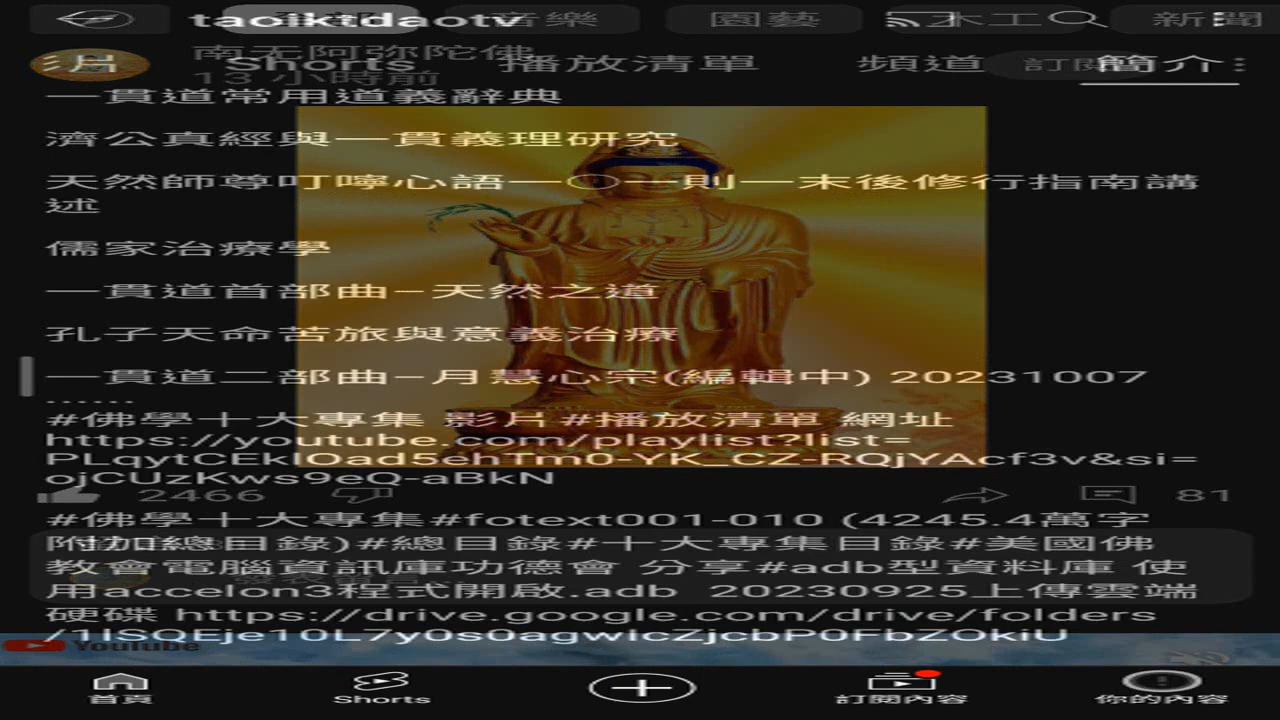 taoiktdaotv 音樂 園藝 木工 新聞
南无阿弥陀佛
片 Shorts 播放清單 頻道 訂閱 簡介
13 小時前
一貫道常用道義辭典
濟公真經與一貫義理研究
天然師尊叮嚀心語一○一則一末後修行指南講
述
儒家治療學
一貫道首部曲-天然之道
孔子天命苦旅與意義治療
一貫道二部曲-月慧心宗(編輯中) 20231007
......
#佛學十大專集 影片#播放清單 網址
https://youtube.com/playlist?list=
PLqytCEklOad5ehTm0-YK_CZ-RQjYAcf3v&si=
ojCUzKws9eQ-aBkN
2466 81
#佛學十大專集#fotext001-010 (4245.4萬字
附加總目錄)#總目錄#十大專集目錄#美國佛
教會電腦資訊庫功德會 分享#adb型資料庫 使
用accelon3程式開啟.adb 20230925上傳雲端
硬碟 https://drive.google.com/drive/folders
/1ISQEje10L7y0s0agwIcZjcbP0FbZOkiU
YouTube
首頁 Shorts 訂閱內容 你的內容